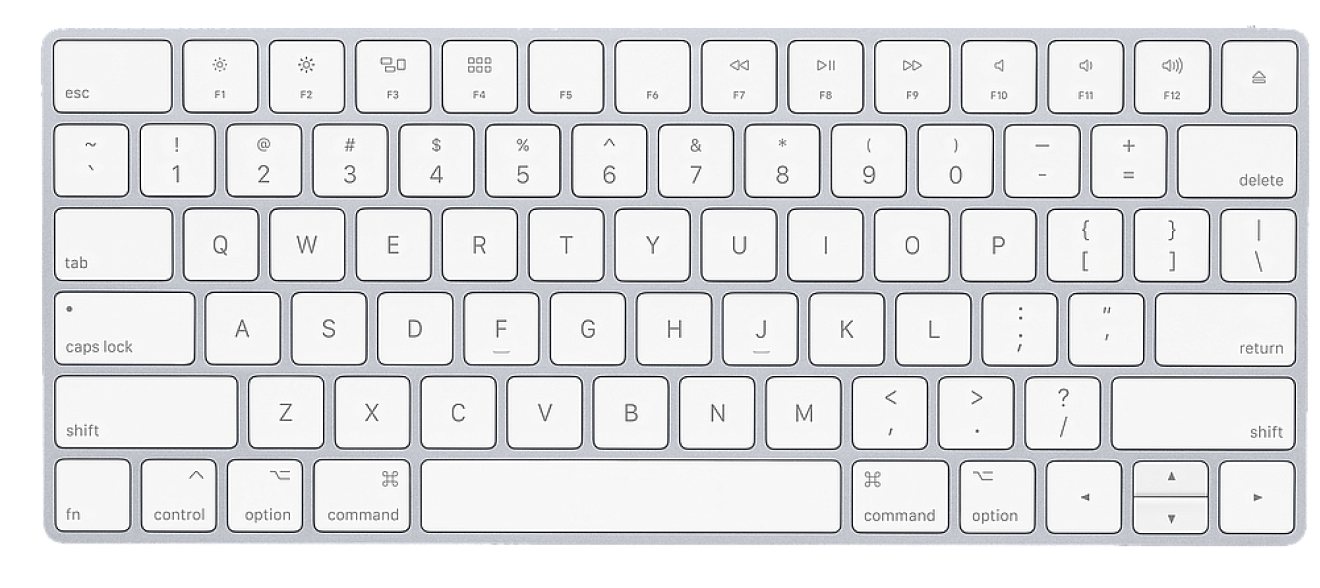 esc F1 F2 F3 F4 F5 F6 F7 F8 F9 F10 F11 F12
~ ! @ # $ % ^ & * ( ) — +
` 1 2 3 4 5 6 7 8 9 0 - = delete
tab Q W E R T Y U I O P { [ } ] | \
caps lock A S D F G H J K L : ; " ' return
shift Z X C V B N M < , > . ? / shift
fn ^ control ⌥ option ⌘ command ⌘ command ⌥ option ◄ ▲ ▼ ►